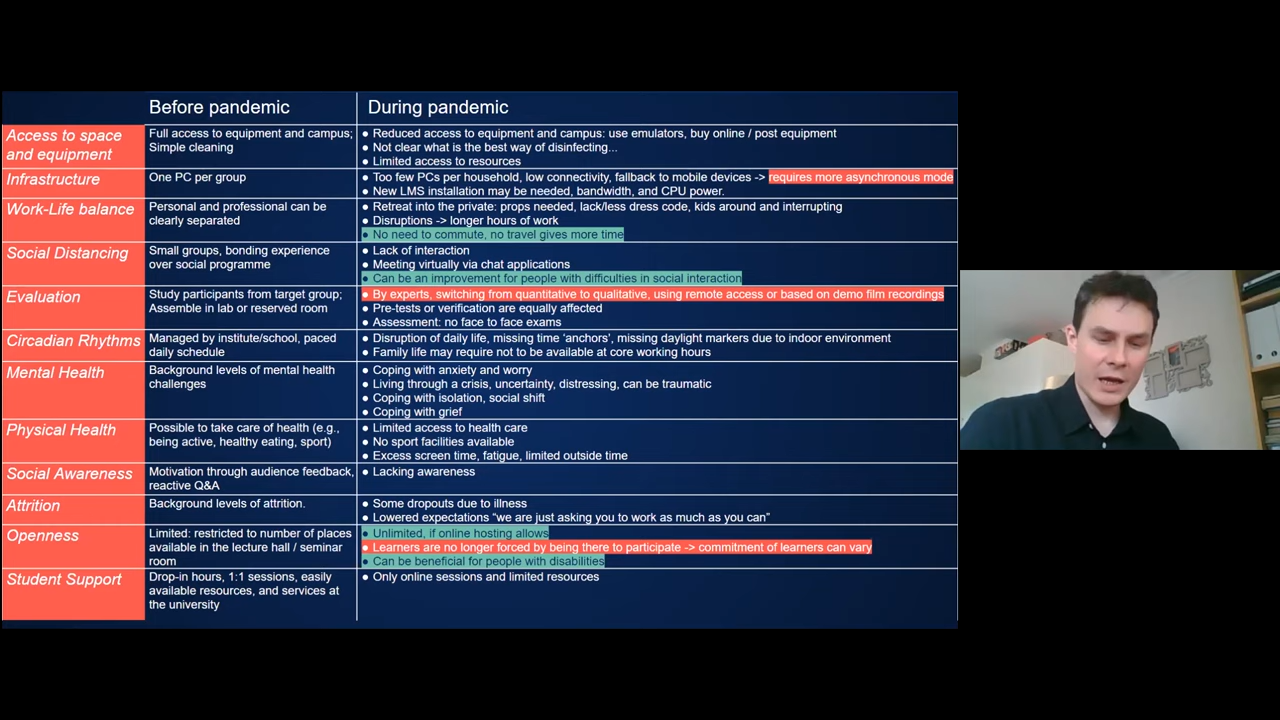 Before pandemic
During pandemic
Access to space
and equipment
Full access to equipment and campus;
Simple cleaning
● Reduced access to equipment and campus: use emulators, buy online / post equipment
● Not clear what is the best way of disinfecting...
● Limited access to resources
Infrastructure
One PC per group
● Too few PCs per household, low connectivity, fallback to mobile devices -> requires more asynchronous mode
● New LMS installation may be needed, bandwidth, and CPU power.
Work-Life balance
Personal and professional can be
clearly separated
● Retreat into the private: props needed, lack/less dress code, kids around and interrupting
● Disruptions -> longer hours of work
● No need to commute, no travel gives more time
Social Distancing
Small groups, bonding experience
over social programme
● Lack of interaction
● Meeting virtually via chat applications
● Can be an improvement for people with difficulties in social interaction
Evaluation
Study participants from target group;
Assemble in lab or reserved room
● By experts, switching from quantitative to qualitative, using remote access or based on demo film recordings
● Pre-tests or verification are equally affected
● Assessment: no face to face exams
Circadian Rhythms
Managed by institute/school, paced
daily schedule
● Disruption of daily life, missing time ‘anchors’, missing daylight markers due to indoor environment
● Family life may require not to be available at core working hours
Mental Health
Background levels of mental health
challenges
● Coping with anxiety and worry
● Living through a crisis, uncertainty, distressing, can be traumatic
● Coping with isolation, social shift
● Coping with grief
Physical Health
Possible to take care of health (e.g.,
being active, healthy eating, sport)
● Limited access to health care
● No sport facilities available
● Excess screen time, fatigue, limited outside time
Social Awareness
Motivation through audience feedback,
reactive Q&A
● Lacking awareness
Attrition
Background levels of attrition.
● Some dropouts due to illness
● Lowered expectations “we are just asking you to work as much as you can”
Openness
Limited: restricted to number of places
available in the lecture hall / seminar
room
● Unlimited, if online hosting allows
● Learners are no longer forced by being there to participate -> commitment of learners can vary
● Can be beneficial for people with disabilities
Student Support
Drop-in hours, 1:1 sessions, easily
available resources, and services at
the university
● Only online sessions and limited resources